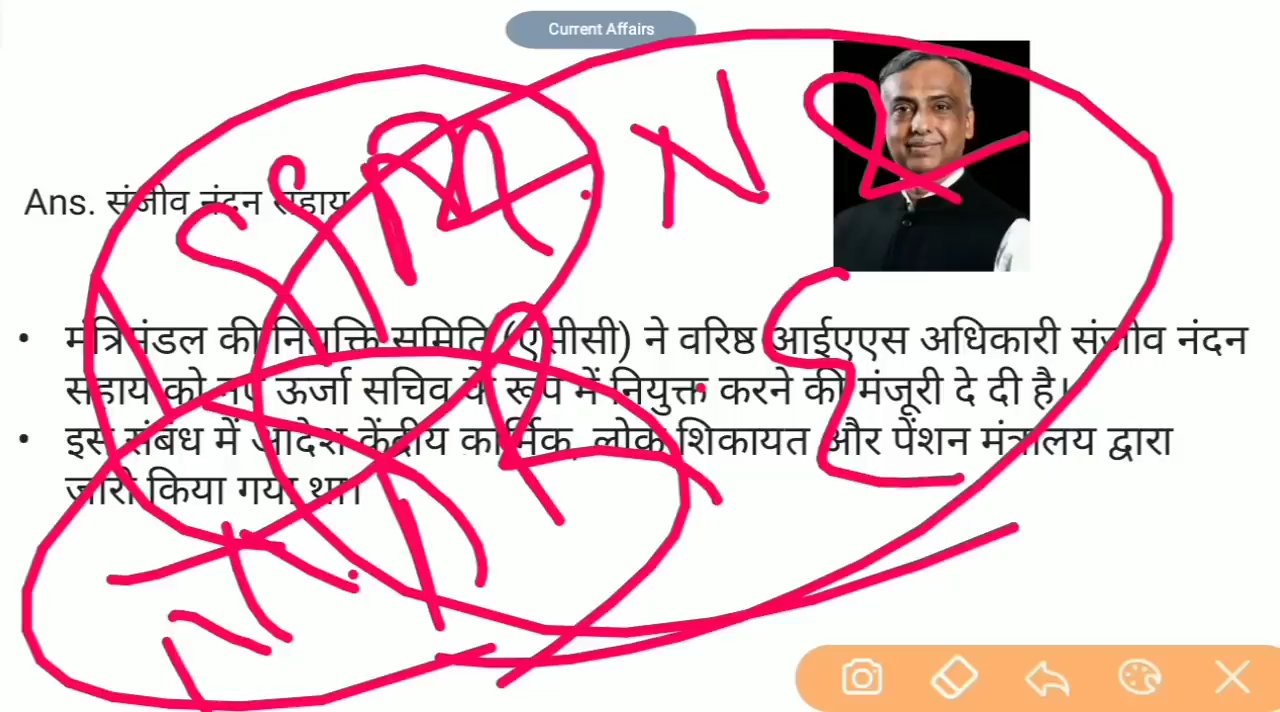 Current Affairs
Ans. संजीव नंदन सहाय
• मंत्रिमंडल की नियुक्ति समिति (एसीसी) ने वरिष्ठ आईएएस अधिकारी संजीव नंदन
सहाय को नए ऊर्जा सचिव के रूप में नियुक्त करने की मंजूरी दे दी है।
• इस संबंध में आदेश केंद्रीय कार्मिक, लोक शिकायत और पेंशन मंत्रालय द्वारा
जारी किया गया था।